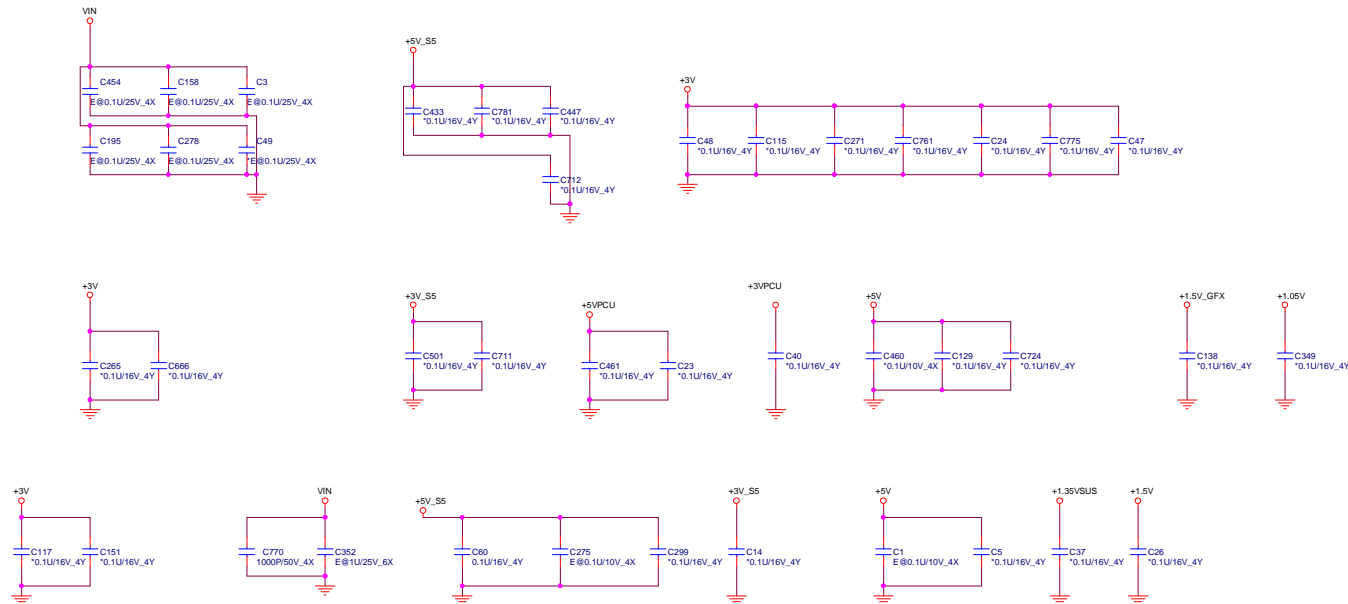 VIN
C454
E@0.1U/25V_4X
C158
E@0.1U/25V_4X
C3
E@0.1U/25V_4X
C195
E@0.1U/25V_4X
C278
E@0.1U/25V_4X
C49
*E@0.1U/25V_4X
+5V_S5
C433
*0.1U/16V_4Y
C781
*0.1U/16V_4Y
C447
*0.1U/16V_4Y
C712
*0.1U/16V_4Y
+3V
C48
*0.1U/16V_4Y
C115
*0.1U/16V_4Y
C271
*0.1U/16V_4Y
C761
*0.1U/16V_4Y
C24
*0.1U/16V_4Y
C775
*0.1U/16V_4Y
C47
*0.1U/16V_4Y
+3V
C265
*0.1U/16V_4Y
C666
*0.1U/16V_4Y
+3V_S5
C501
*0.1U/16V_4Y
C711
*0.1U/16V_4Y
+5VPCU
C461
*0.1U/16V_4Y
C23
*0.1U/16V_4Y
+3VPCU
C40
*0.1U/16V_4Y
+5V
C460
*0.1U/10V_4X
C129
*0.1U/16V_4Y
C724
*0.1U/16V_4Y
+1.5V_GFX
C138
*0.1U/16V_4Y
+1.05V
C349
*0.1U/16V_4Y
+3V
C117
*0.1U/16V_4Y
C151
*0.1U/16V_4Y
VIN
C770
1000P/50V_4X
C352
E@1U/25V_6X
+5V_S5
C60
0.1U/16V_4Y
C275
E@0.1U/10V_4X
C299
*0.1U/16V_4Y
+3V_S5
C14
*0.1U/16V_4Y
+5V
C1
E@0.1U/10V_4X
C5
*0.1U/16V_4Y
+1.35VSUS
C37
*0.1U/16V_4Y
+1.5V
C26
*0.1U/16V_4Y